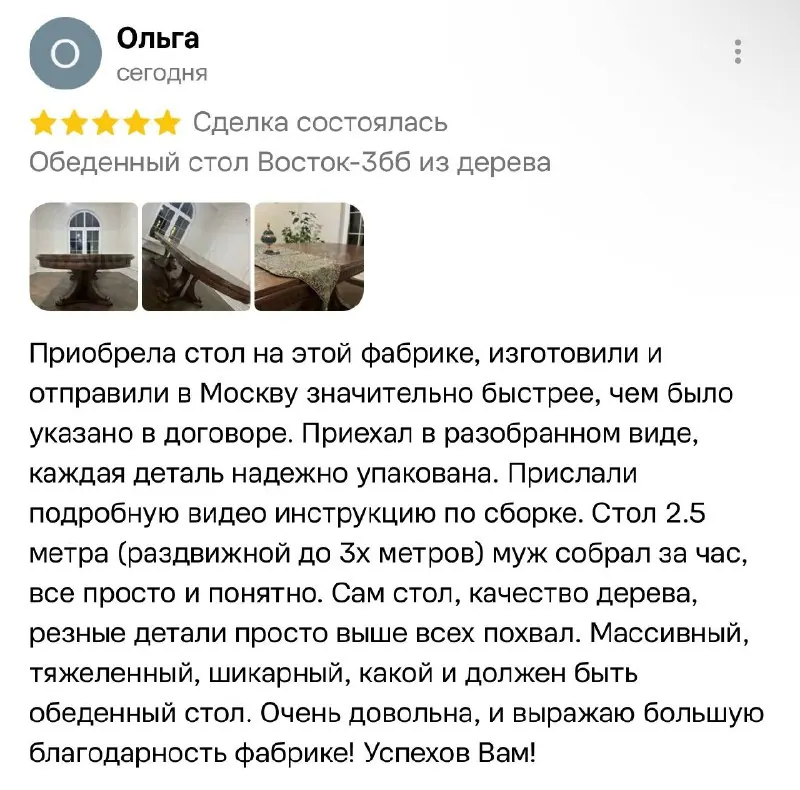 О
Ольга
сегодня
Сделка состоялась
Обеденный стол Восток-3бб из дерева
Приобрела стол на этой фабрике, изготовили и
отправили в Москву значительно быстрее, чем было
указано в договоре. Приехал в разобранном виде,
каждая деталь надежно упакована. Прислали
подробную видео инструкцию по сборке. Стол 2.5
метра (раздвижной до 3х метров) муж собрал за час,
все просто и понятно. Сам стол, качество дерева,
резные детали просто выше всех похвал. Массивный,
тяжеленный, шикарный, какой и должен быть
обеденный стол. Очень довольна, и выражаю большую
благодарность фабрике! Успехов Вам!